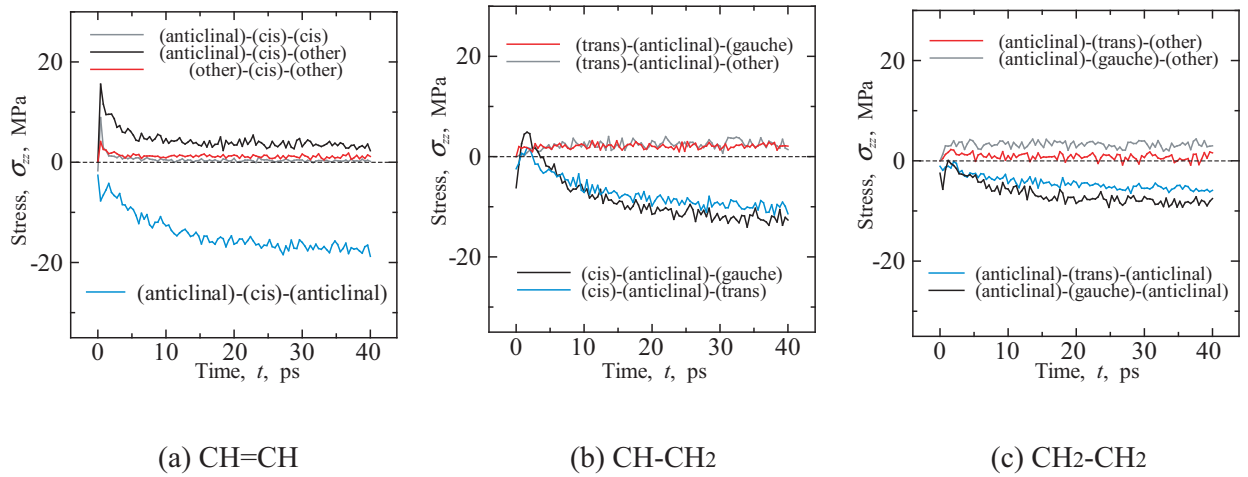 (anticlinal)-(cis)-(cis)
(anticlinal)-(cis)-(other)
(other)-(cis)-(other)
20
0
-20
Stress, σzz, MPa
(anticlinal)-(cis)-(anticlinal)
0 10 20 30 40
Time, t, ps
(a) CH=CH
(trans)-(anticlinal)-(gauche)
(trans)-(anticlinal)-(other)
20
0
-20
Stress, σzz, MPa
(cis)-(anticlinal)-(gauche)
(cis)-(anticlinal)-(trans)
0 10 20 30 40
Time, t, ps
(b) CH-CH2
(anticlinal)-(trans)-(other)
(anticlinal)-(gauche)-(other)
20
0
-20
Stress, σzz, MPa
(anticlinal)-(trans)-(anticlinal)
(anticlinal)-(gauche)-(anticlinal)
0 10 20 30 40
Time, t, ps
(c) CH2-CH2